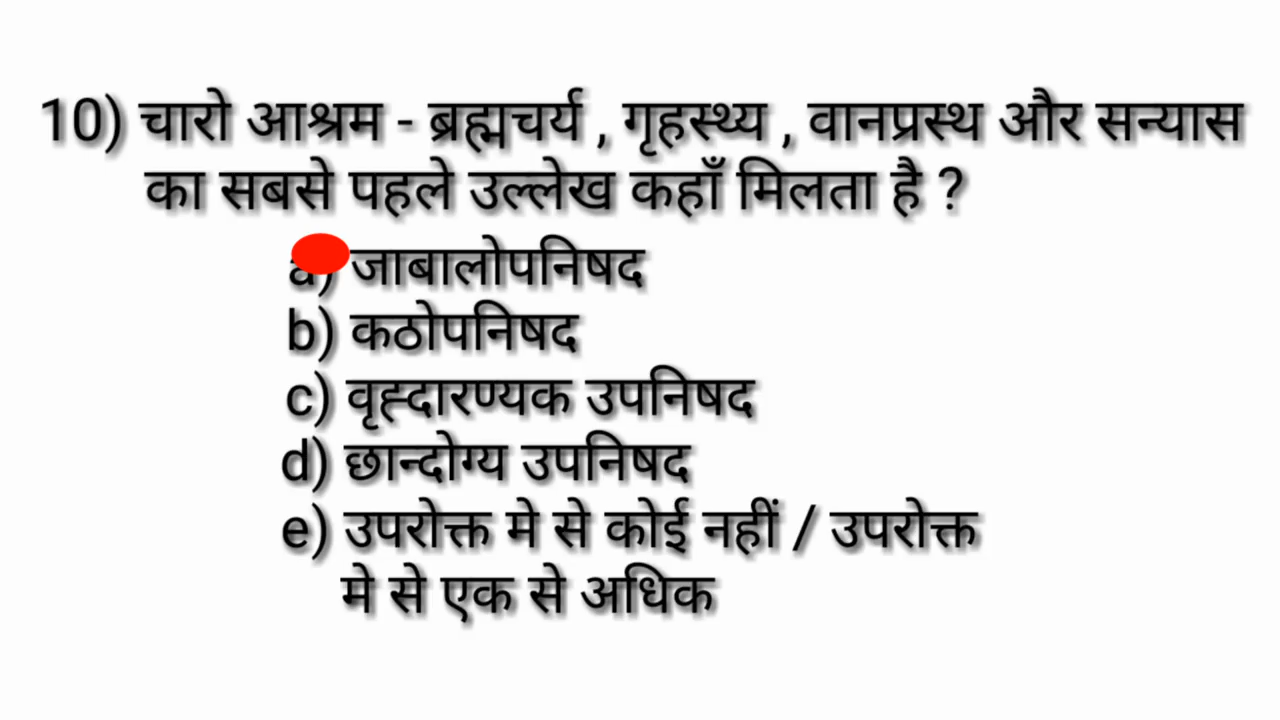 10) चारो आश्रम - ब्रह्मचर्य , गृहस्थ्य , वानप्रस्थ और सन्यास
का सबसे पहले उल्लेख कहाँ मिलता है ?
a) जाबालोपनिषद
b) कठोपनिषद
c) वृह्दारण्यक उपनिषद
d) छान्दोग्य उपनिषद
e) उपरोक्त मे से कोई नहीं / उपरोक्त
मे से एक से अधिक